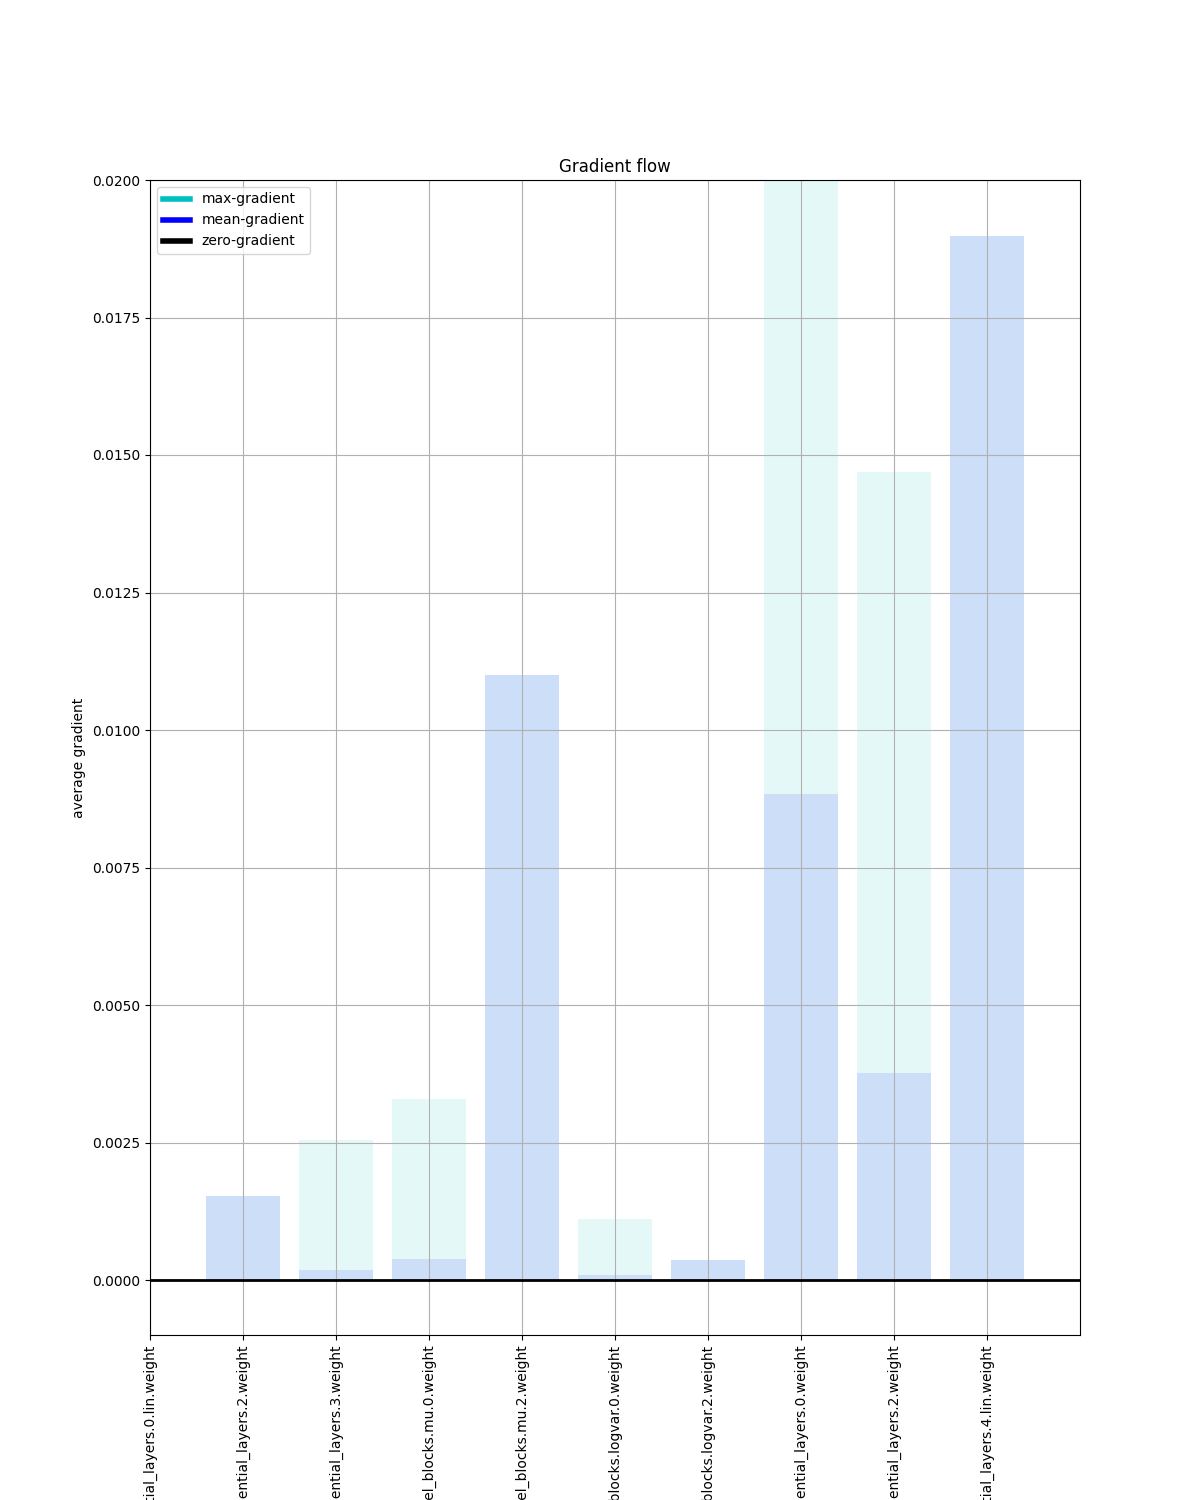 Gradient flow
max-gradient
mean-gradient
zero-gradient
0.0200
0.0175
0.0150
0.0125
0.0100
0.0075
0.0050
0.0025
0.0000
average gradient
tial_layers.0.lin.weight
ential_layers.2.weight
ential_layers.3.weight
el_blocks.mu.0.weight
el_blocks.mu.2.weight
blocks.logvar.0.weight
blocks.logvar.2.weight
ential_layers.0.weight
ential_layers.2.weight
tial_layers.4.lin.weight